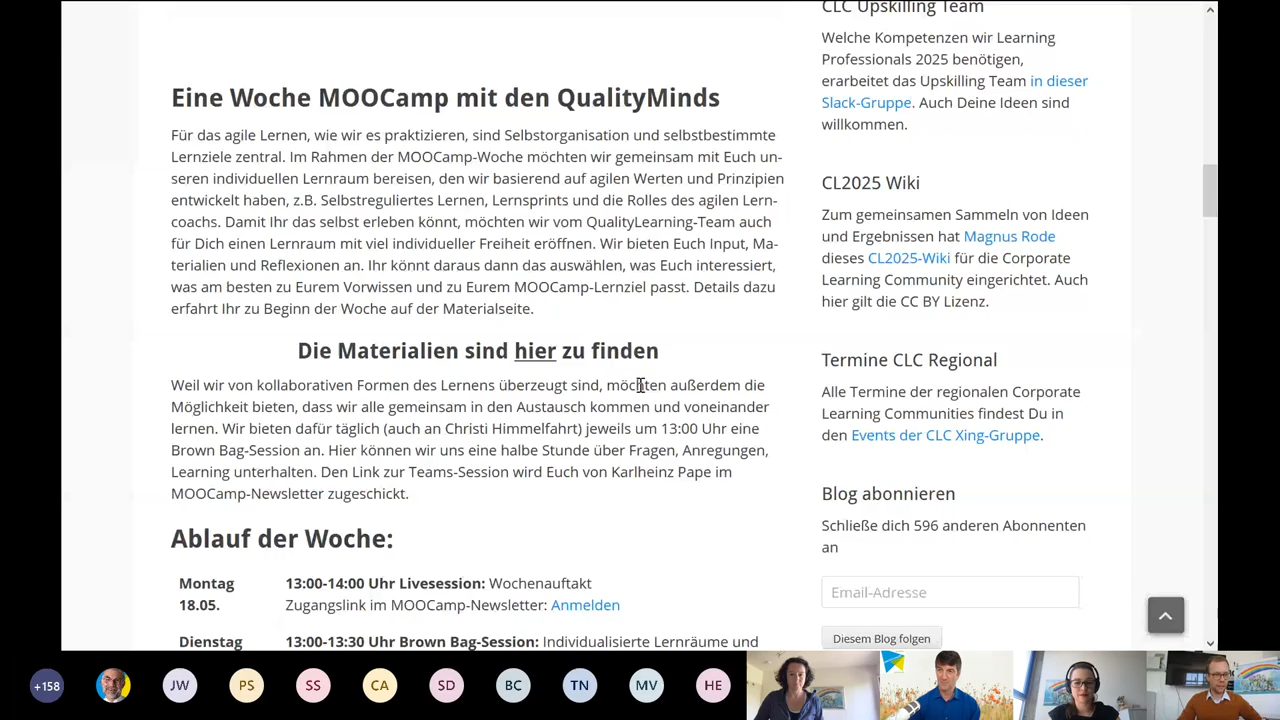 Eine Woche MOOCamp mit den QualityMinds
Für das agile Lernen, wie wir es praktizieren, sind Selbstorganisation und selbstbestimmte
Lernziele zentral. Im Rahmen der MOOCamp-Woche möchten wir gemeinsam mit Euch un-
seren individuellen Lernraum bereisen, den wir basierend auf agilen Werten und Prinzipien
entwickelt haben, z.B. Selbstreguliertes Lernen, Lernsprints und die Rolles des agilen Lern-
coachs. Damit Ihr das selbst erleben könnt, möchten wir vom QualityLearning-Team auch
für Dich einen Lernraum mit viel individueller Freiheit eröffnen. Wir bieten Euch Input, Ma-
terialien und Reflexionen an. Ihr könnt daraus dann das auswählen, was Euch interessiert,
was am besten zu Eurem Vorwissen und zu Eurem MOOCamp-Lernziel passt. Details dazu
erfahrt Ihr zu Beginn der Woche auf der Materialseite.
Die Materialien sind hier zu finden
Weil wir von kollaborativen Formen des Lernens überzeugt sind, möchten außerdem die
Möglichkeit bieten, dass wir alle gemeinsam in den Austausch kommen und voneinander
lernen. Wir bieten dafür täglich (auch an Christi Himmelfahrt) jeweils um 13:00 Uhr eine
Brown Bag-Session an. Hier können wir uns eine halbe Stunde über Fragen, Anregungen,
Learning unterhalten. Den Link zur Teams-Session wird Euch von Karlheinz Pape im
MOOCamp-Newsletter zugeschickt.
Ablauf der Woche:
Montag 13:00-14:00 Uhr Livesession: Wochenauftakt
18.05. Zugangslink im MOOCamp-Newsletter: Anmelden
Dienstag 13:00-13:30 Uhr Brown Bag-Session: Individualisierte Lernräume und
CLC Upskilling Team
Welche Kompetenzen wir Learning
Professionals 2025 benötigen,
erarbeitet das Upskilling Team in dieser
Slack-Gruppe. Auch Deine Ideen sind
willkommen.
CL2025 Wiki
Zum gemeinsamen Sammeln von Ideen
und Ergebnissen hat Magnus Rode
dieses CL2025-Wiki für die Corporate
Learning Community eingerichtet. Auch
hier gilt die CC BY Lizenz.
Termine CLC Regional
Alle Termine der regionalen Corporate
Learning Communities findest Du in
den Events der CLC Xing-Gruppe.
Blog abonnieren
Schließe dich 596 anderen Abonnenten
an
Email-Adresse
Diesem Blog folgen
+158 JW PS SS CA SD BC TN MV HE